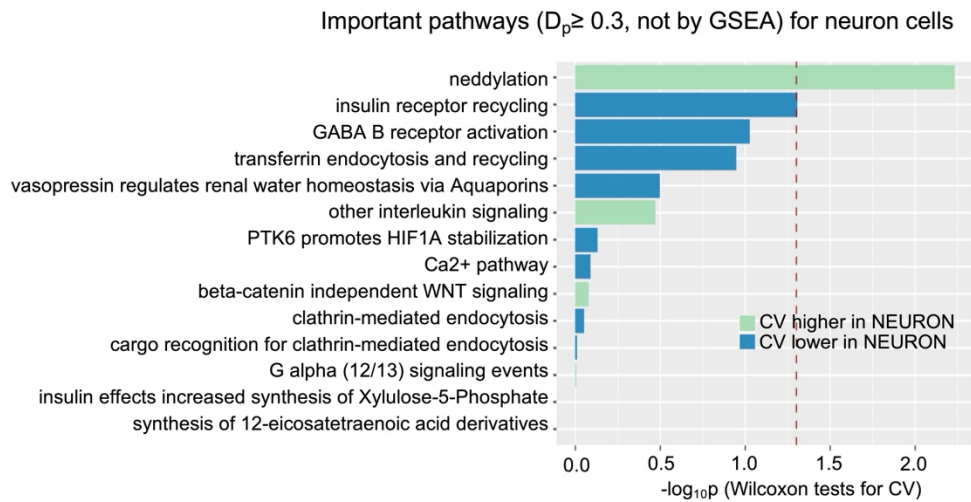 Important pathways (Dp≥ 0.3, not by GSEA) for neuron cells
neddylation
insulin receptor recycling
GABA B receptor activation
transferrin endocytosis and recycling
vasopressin regulates renal water homeostasis via Aquaporins
other interleukin signaling
PTK6 promotes HIF1A stabilization
Ca2+ pathway
beta-catenin independent WNT signaling
clathrin-mediated endocytosis
cargo recognition for clathrin-mediated endocytosis
G alpha (12/13) signaling events
insulin effects increased synthesis of Xylulose-5-Phosphate
synthesis of 12-eicosatetraenoic acid derivatives
CV higher in NEURON
CV lower in NEURON
0.0 0.5 1.0 1.5 2.0
-log₁₀p (Wilcoxon tests for CV)